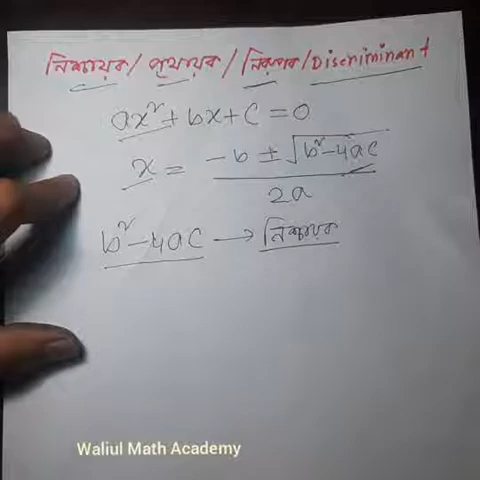 নিশ্চায়ক / পৃথায়ক / নিরূপক / Discriminant
ax² + bx + c = 0
x = -b ± √b² - 4ac / 2a
b² - 4ac → নিশ্চায়ক
Waliul Math Academy